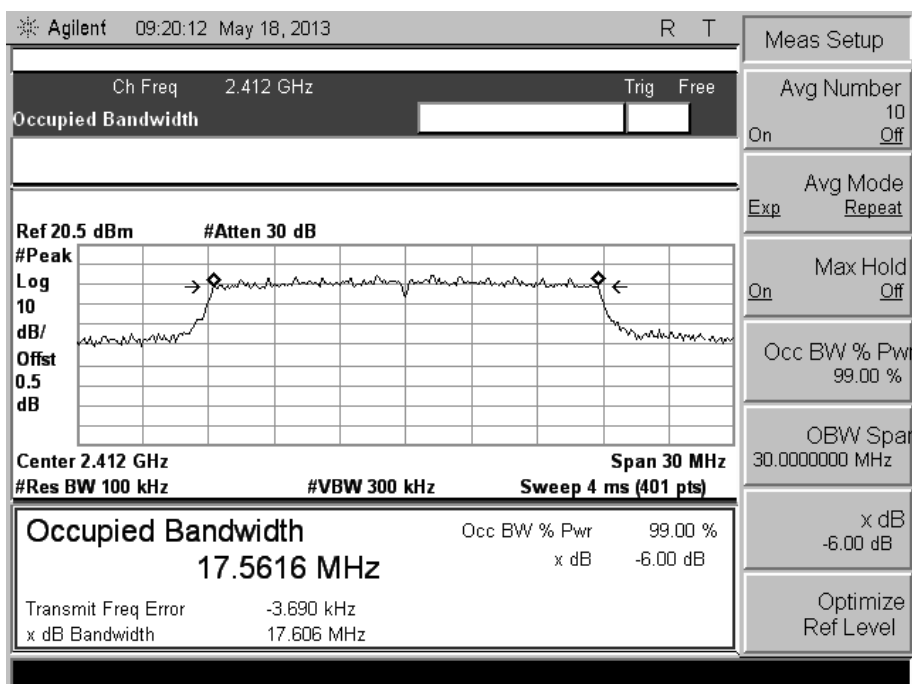 Agilent 09:20:12 May 18, 2013 R T
Ch Freq 2.412 GHz Trig Free
Occupied Bandwidth
Ref 20.5 dBm #Atten 30 dB
#Peak
Log
10
dB/
Offst
0.5
dB
Center 2.412 GHz Span 30 MHz
#Res BW 100 kHz #VBW 300 kHz Sweep 4 ms (401 pts)
Occupied Bandwidth
17.5616 MHz
Occ BW % Pwr 99.00 %
x dB -6.00 dB
Transmit Freq Error -3.690 kHz
x dB Bandwidth 17.606 MHz
Meas Setup
Avg Number
10
On Off
Avg Mode
Exp Repeat
Max Hold
On Off
Occ BW % Pwr
99.00 %
OBW Spar
30.0000000 MHz
x dB
-6.00 dB
Optimize
Ref Level